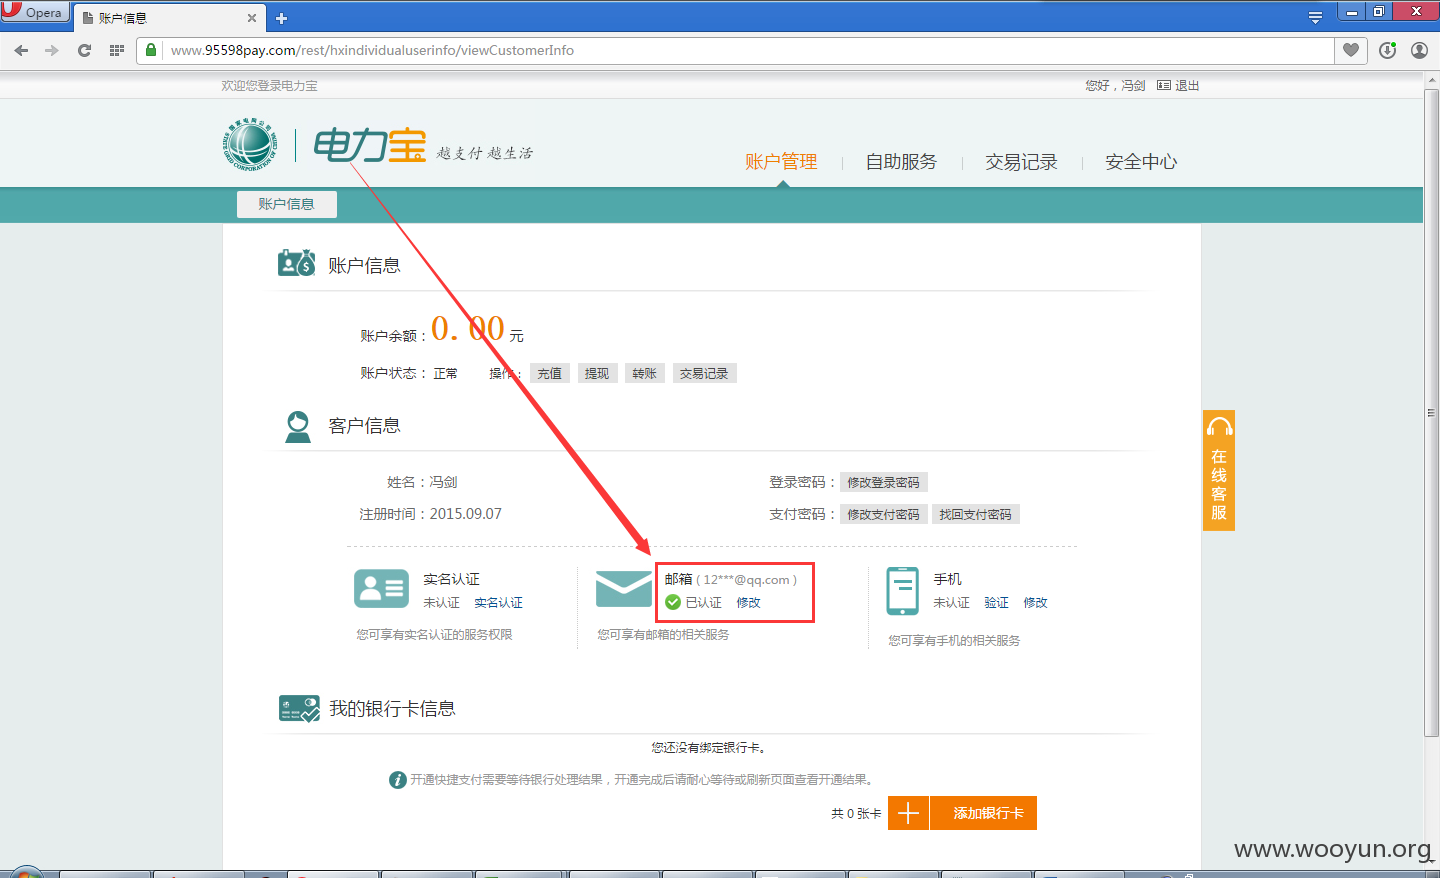 Opera
账户信息
www.95598pay.com/rest/hxindividualuserinfo/viewCustomerInfo
欢迎您登录电力宝
您好，冯剑 退出
电力宝 越支付 越生活
账户管理 自助服务 交易记录 安全中心
账户信息
账户信息
账户余额：0.00 元
账户状态：正常 操作： 充值 提现 转账 交易记录
客户信息
姓名：冯剑 登录密码：修改登录密码
注册时间：2015.09.07 支付密码：修改支付密码 找回支付密码
实名认证
未认证 实名认证
您可享有实名认证的服务权限
邮箱 ( 12***@qq.com )
已认证 修改
您可享有邮箱的相关服务
手机
未认证 验证 修改
您可享有手机的相关服务
在线客服
我的银行卡信息
您还没有绑定银行卡。
开通快捷支付需要等待银行处理结果，开通完成后请耐心等待或刷新页面查看开通结果。
共 0 张卡 添加银行卡
www.wooyun.org